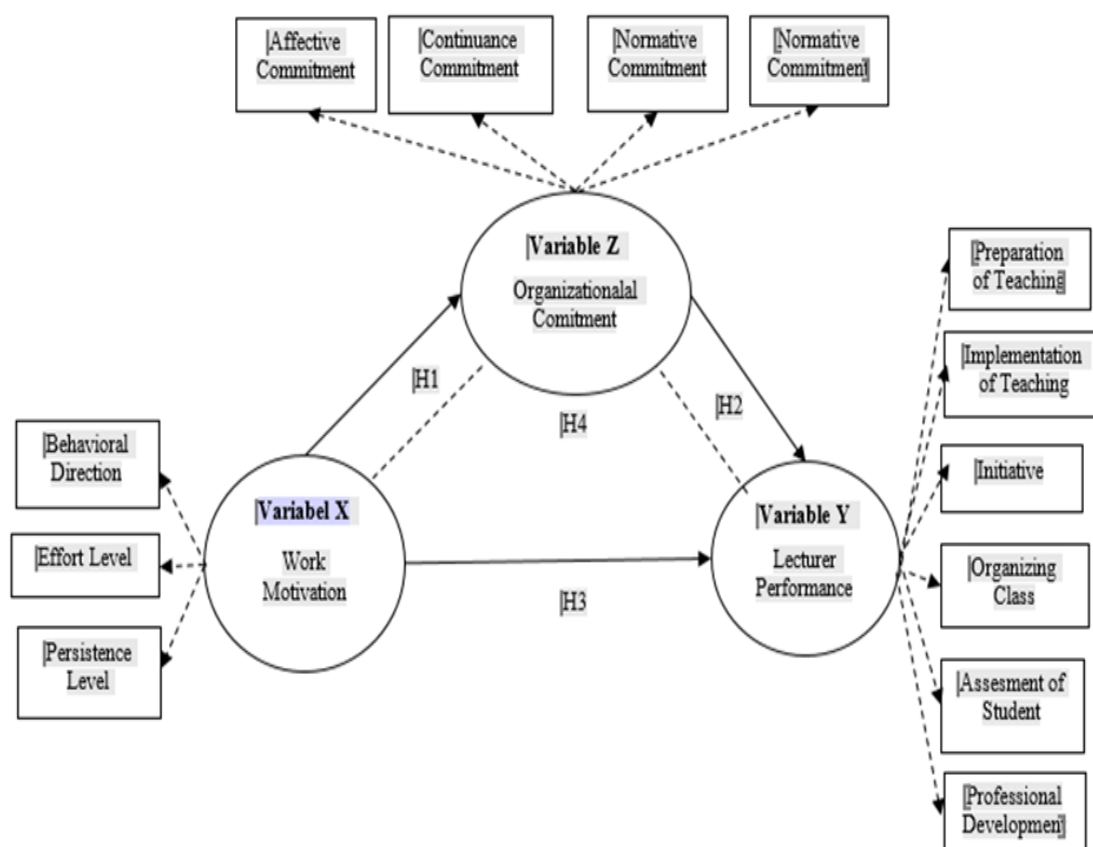 Affective
Commitment
Continuance
Commitment
Normative
Commitment
Normative
Commitment
Variable Z
Organizationalal
Comitment
H1
H4
H2
Behavioral
Direction
Effort Level
Persistence
Level
Variabel X
Work
Motivation
H3
Variable Y
Lecturer
Performance
Preparation
of Teaching
Implementation
of Teaching
Initiative
Organizing
Class
Assesment of
Student
Professional
Development